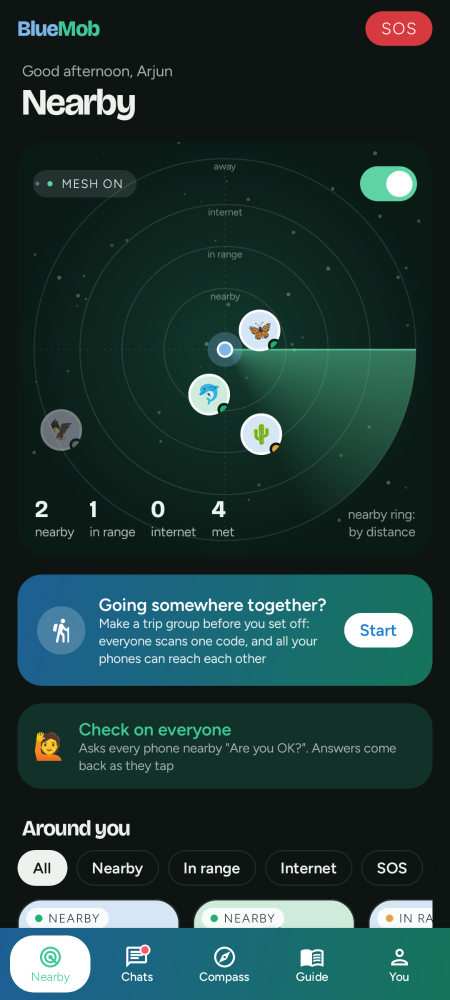 BlueMob
SOS
Good afternoon, Arjun
Nearby
away
MESH ON
internet
in range
nearby
2 1 0 4
nearby in range internet met
nearby ring:
by distance
Going somewhere together?
Make a trip group before you set off:
everyone scans one code, and all your
phones can reach each other
Start
Check on everyone
Asks every phone nearby "Are you OK?". Answers come
back as they tap
Around you
All Nearby In range Internet SOS
NEARBY NEARBY IN RA
Nearby Chats Compass Guide You